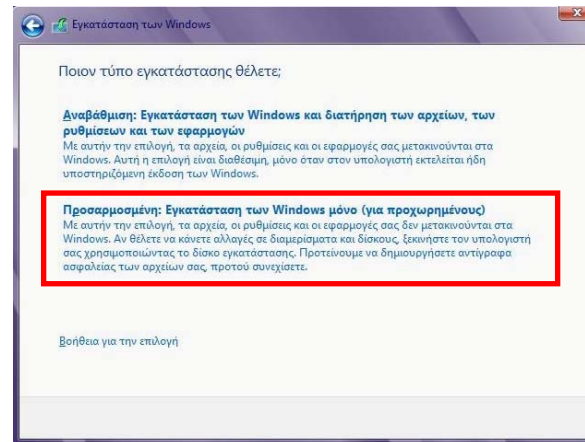 Εγκατάσταση των Windows
Ποιον τύπο εγκατάστασης θέλετε;
Αναβάθμιση: Εγκατάσταση των Windows και διατήρηση των αρχείων, των
ρυθμίσεων και των εφαρμογών
Με αυτήν την επιλογή, τα αρχεία, οι ρυθμίσεις και οι εφαρμογές σας μετακινούνται στα
Windows. Αυτή η επιλογή είναι διαθέσιμη, μόνο όταν στον υπολογιστή εκτελείται ήδη
υποστηριζόμενη έκδοση των Windows.
Προσαρμοσμένη: Εγκατάσταση των Windows μόνο (για προχωρημένους)
Με αυτήν την επιλογή, τα αρχεία, οι ρυθμίσεις και οι εφαρμογές σας δεν μετακινούνται στα
Windows. Αν θέλετε να κάνετε αλλαγές σε διαμερίσματα και δίσκους, ξεκινήστε τον υπολογιστή
σας χρησιμοποιώντας το δίσκο εγκατάστασης. Προτείνουμε να δημιουργήσετε αντίγραφα
ασφαλείας των αρχείων σας, προτού συνεχίσετε.
Βοήθεια για την επιλογή